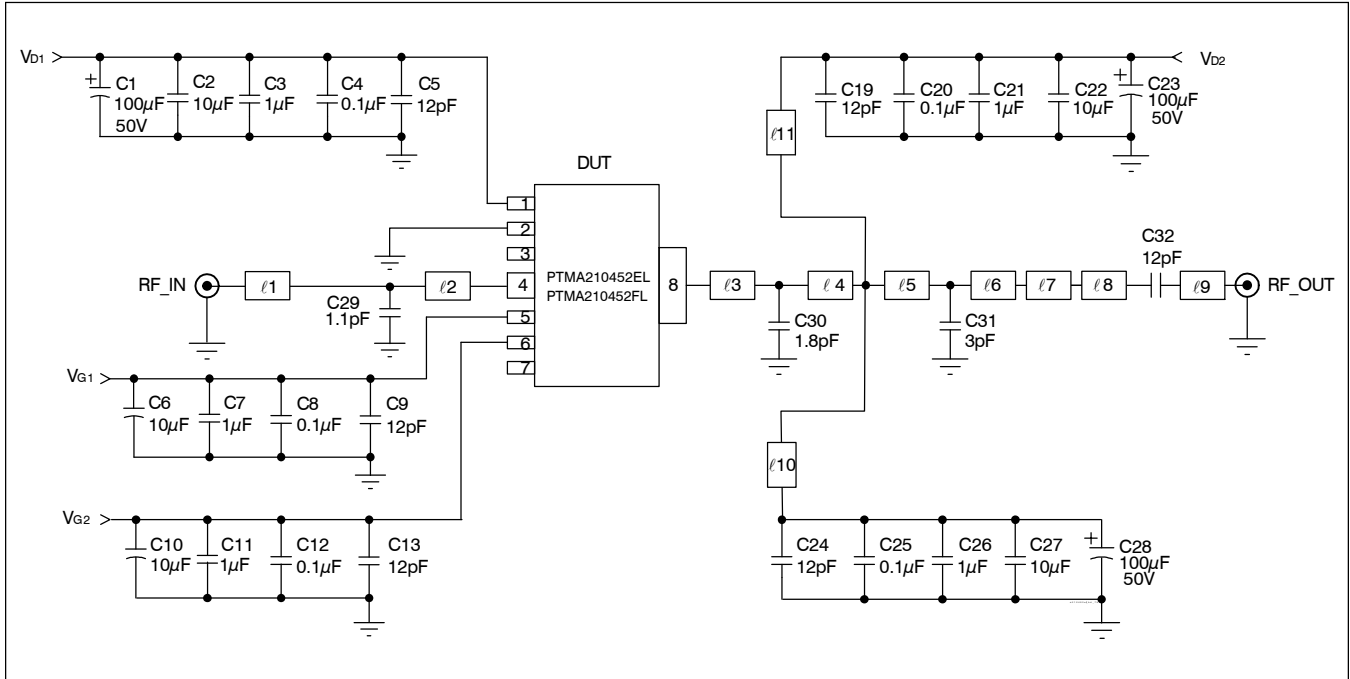 VD1
+
C1
100µF
50V
C2
10µF
C3
1µF
C4
0.1µF
C5
12pF
VD2
C19
12pF
C20
0.1µF
C21
1µF
C22
10µF
+
C23
100µF
50V
ℓ11
DUT
1
2
3
4
5
6
7
8
PTMA210452EL
PTMA210452FL
RF_IN
ℓ1
C29
1.1pF
ℓ2
ℓ3
C30
1.8pF
ℓ4
ℓ5
C31
3pF
ℓ6
ℓ7
ℓ8
C32
12pF
ℓ9
RF_OUT
VG1
C6
10µF
C7
1µF
C8
0.1µF
C9
12pF
ℓ10
VG2
C10
10µF
C11
1µF
C12
0.1µF
C13
12pF
C24
12pF
C25
0.1µF
C26
1µF
C27
10µF
+
C28
100µF
50V